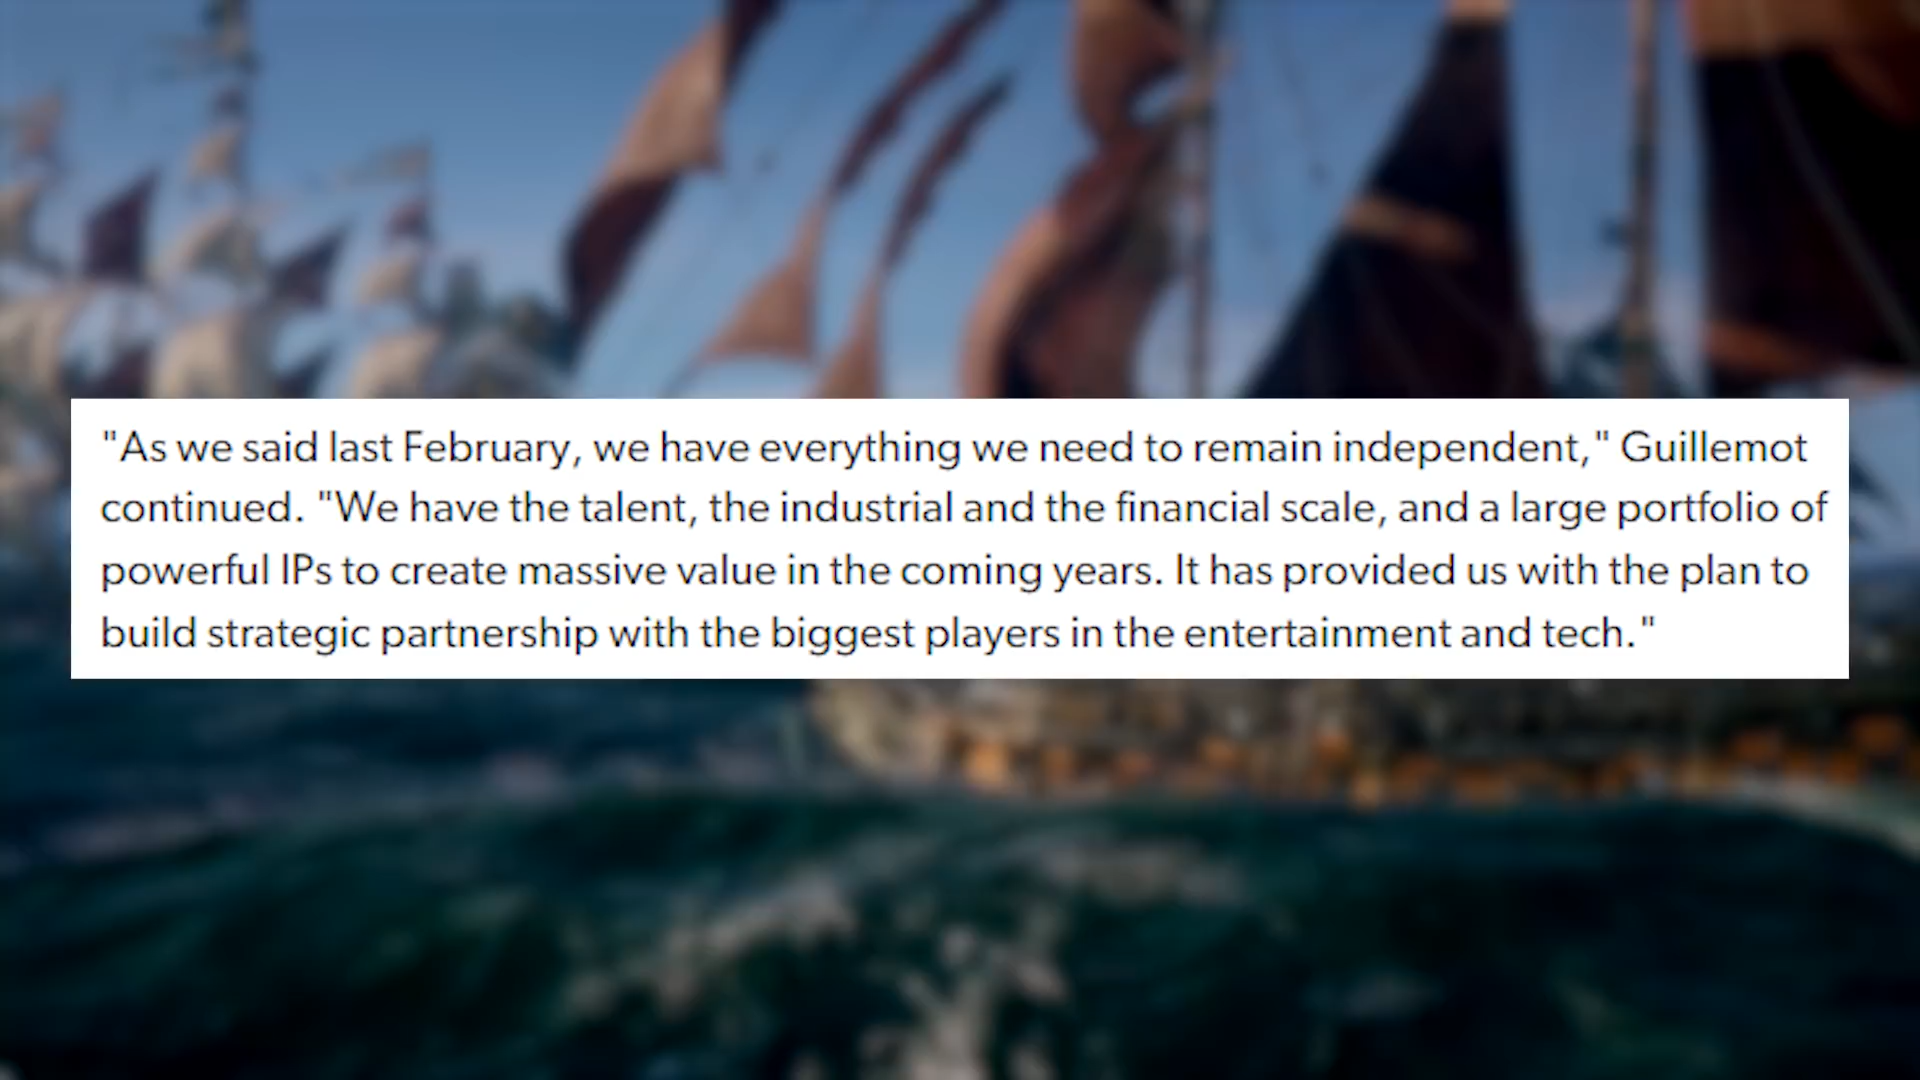 "As we said last February, we have everything we need to remain independent," Guillemot
continued. "We have the talent, the industrial and the financial scale, and a large portfolio of
powerful IPs to create massive value in the coming years. It has provided us with the plan to
build strategic partnership with the biggest players in the entertainment and tech."